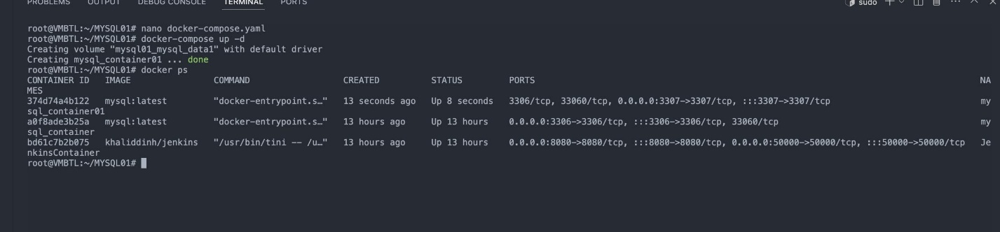 PROBLEMS OUTPUT DEBUG CONSOLE TERMINAL PORTS sudo
root@VMBTL:~/MYSQL01# nano docker-compose.yaml
root@VMBTL:~/MYSQL01# docker-compose up -d
Creating volume "mysql01_mysql_data1" with default driver
Creating mysql_container01 ... done
root@VMBTL:~/MYSQL01# docker ps
CONTAINER ID IMAGE COMMAND CREATED STATUS PORTS NA
MES
374d74a4b122 mysql:latest "docker-entrypoint.s…" 13 seconds ago Up 8 seconds 3306/tcp, 33060/tcp, 0.0.0.0:3307->3307/tcp, :::3307->3307/tcp my
sql_container01
a0f8ade3b25a mysql:latest "docker-entrypoint.s…" 13 hours ago Up 13 hours 0.0.0.0:3306->3306/tcp, :::3306->3306/tcp, 33060/tcp my
sql_container
bd61c7b2b075 khaliddinh/jenkins "/usr/bin/tini -- /u…" 13 hours ago Up 13 hours 0.0.0.0:8080->8080/tcp, :::8080->8080/tcp, 0.0.0.0:50000->50000/tcp, :::50000->50000/tcp Je
nkinsContainer
root@VMBTL:~/MYSQL01#